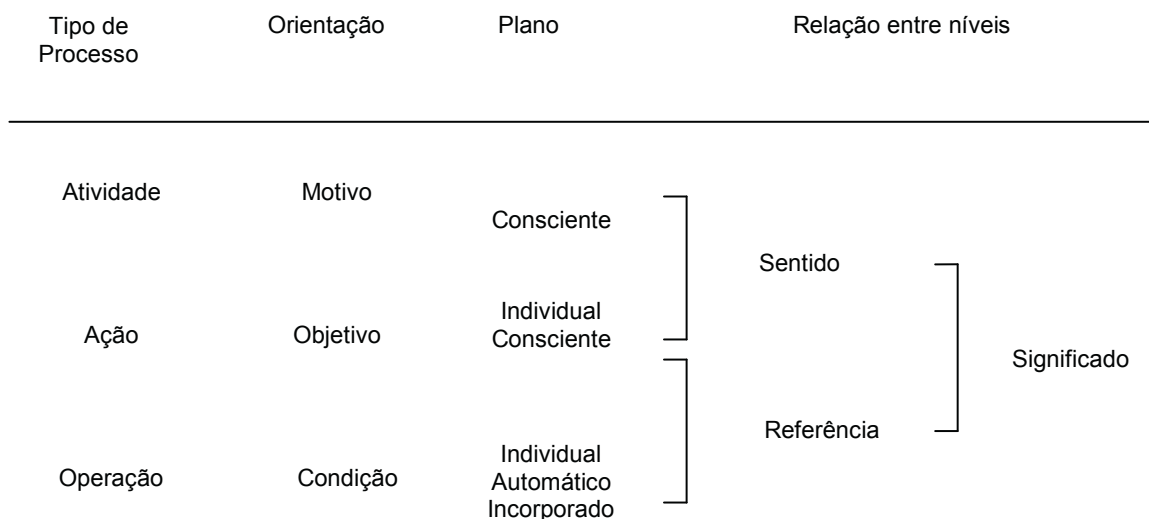 Tipo de Processo Orientação Plano Relação entre níveis
Atividade Motivo Consciente
Sentido
Ação Objetivo Individual Consciente
Significado
Referência
Operação Condição Individual Automático Incorporado